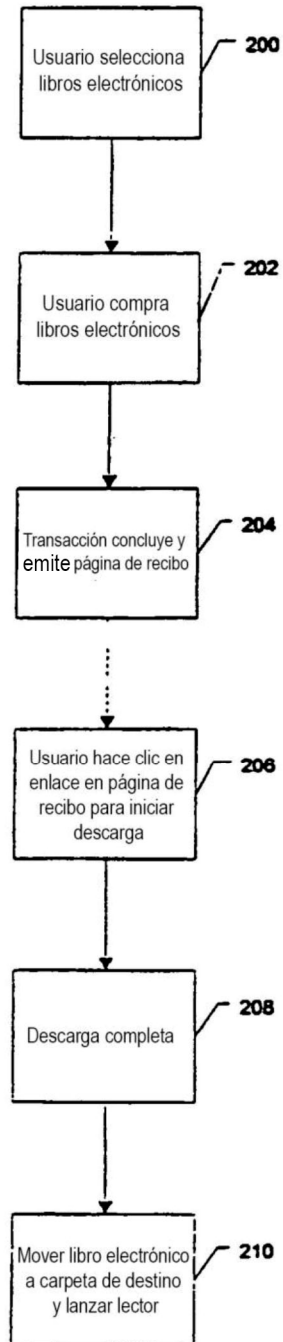 Usuario selecciona
libros electrónicos
200
Usuario compra
libros electrónicos
202
Transacción concluye y
emite página de recibo
204
Usuario hace clic en
enlace en página de
recibo para iniciar
descarga
206
Descarga completa
208
Mover libro electrónico
a carpeta de destino
y lanzar lector
210